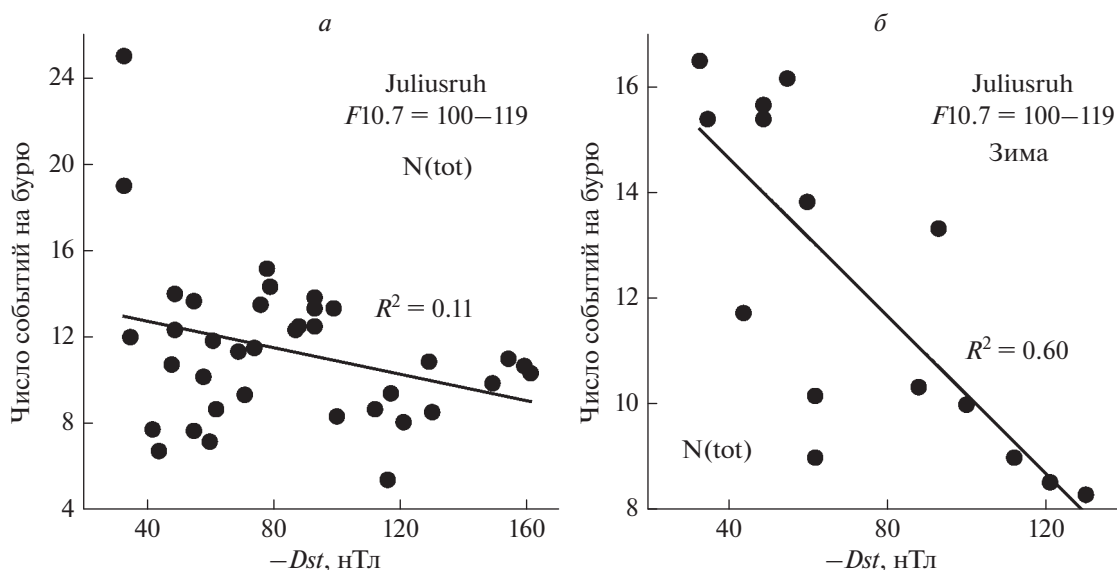 а
Число событий на бурю
24
20
16
12
8
4
Juliusruh
F10.7 = 100–119
N(tot)
R² = 0.11
40
80
120
160
–Dst, нТл
б
Число событий на бурю
16
14
12
10
8
Juliusruh
F10.7 = 100–119
Зима
R² = 0.60
N(tot)
40
80
120
–Dst, нТл